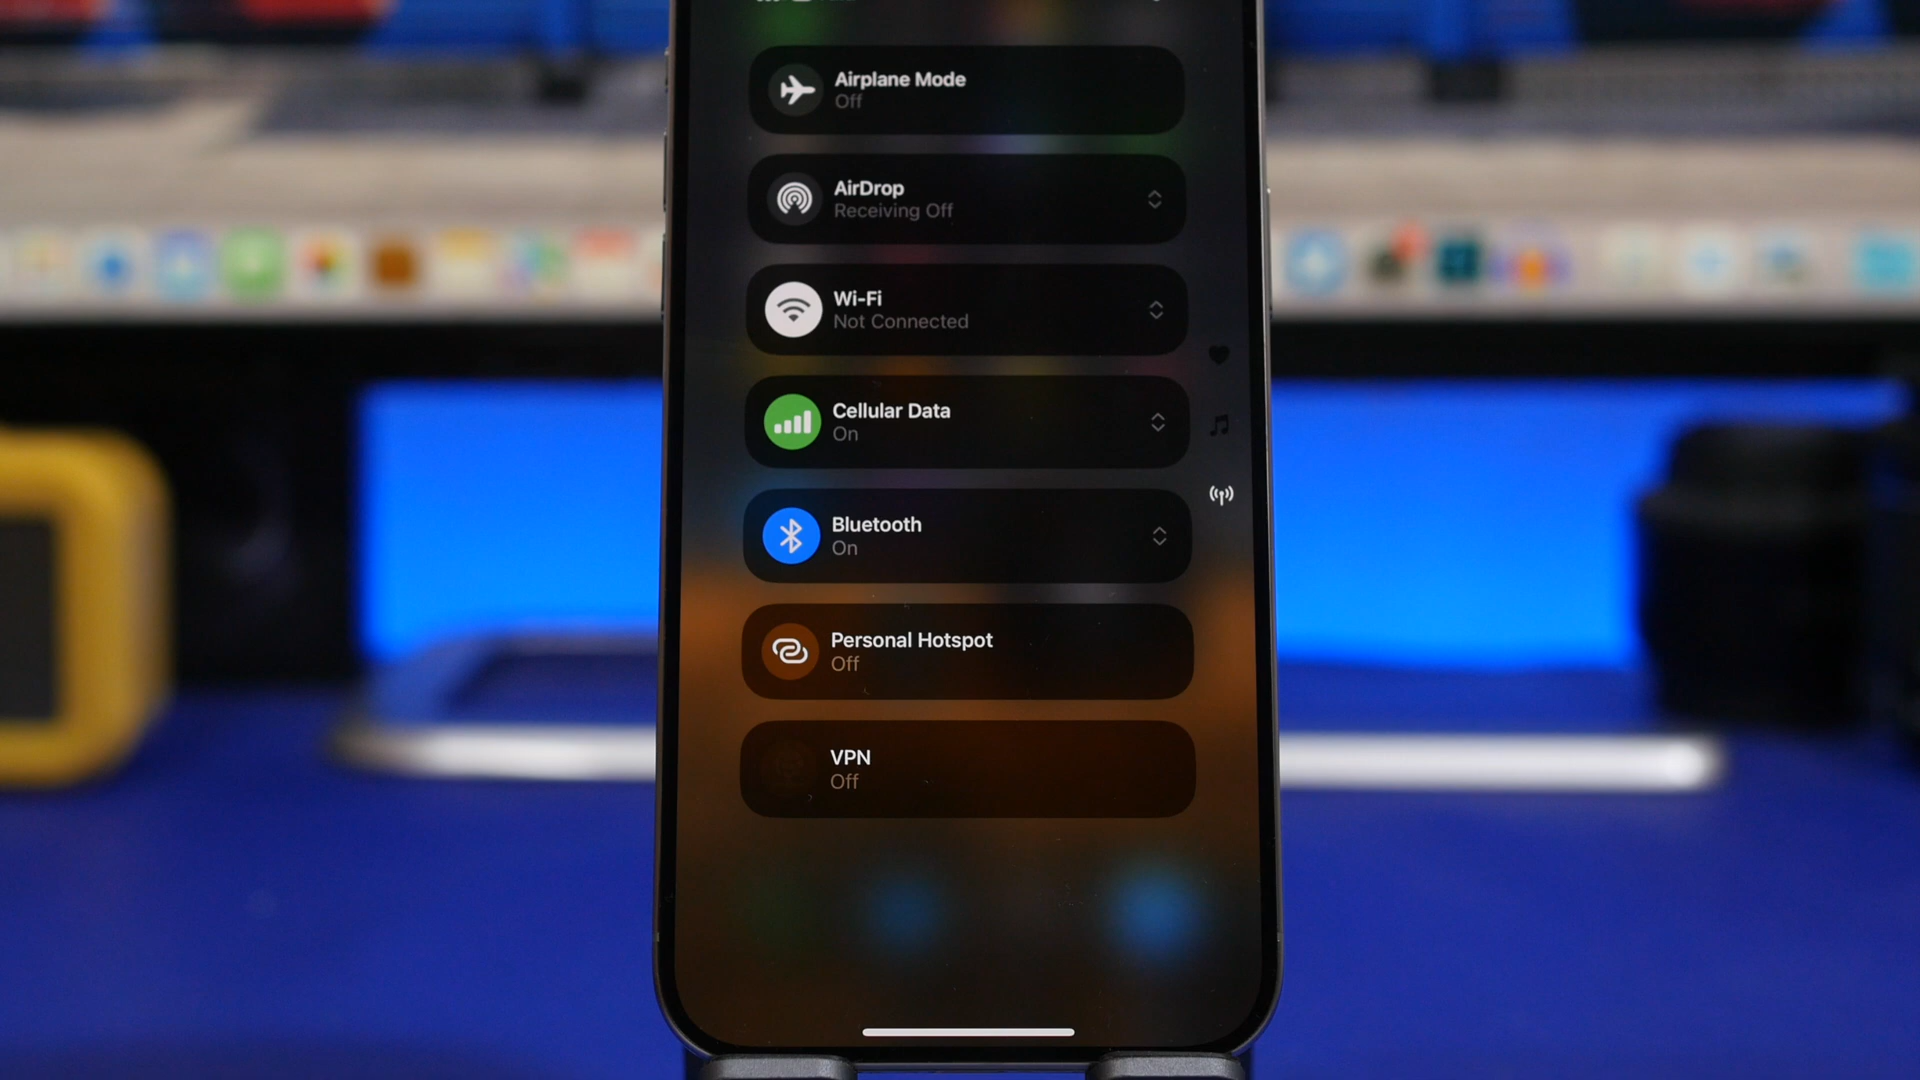 Airplane Mode
Off
AirDrop
Receiving Off
Wi-Fi
Not Connected
Cellular Data
On
Bluetooth
On
Personal Hotspot
Off
VPN
Off